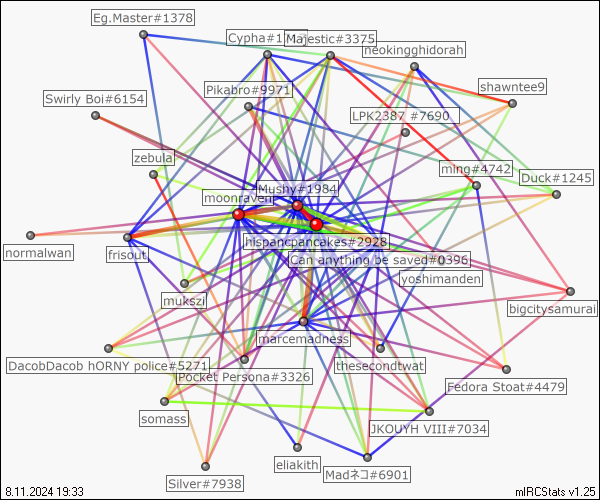 Eg.Master#1378
Cypha#1
Majestic#3375
neokingghidorah
shawntee9
Pikabro#9971
Swirly Boi#6154
LPK2387 #7690
zebula
ming#4742
Duck#1245
Mushy#1984
moonraven
hispancpancakes#2928
normalwan
frisout
Can anything be saved#0396
yoshimanden
mukszi
bigcitysamurai
marcemadness
DacobDacob hORNY police#5271
thesecondtwat
Pocket Persona#3326
Fedora Stoat#4479
somass
JKOUYH VIII#7034
eliakith
Madネコ#6901
Silver#7938
8.11.2024 19:33
mIRCStats v1.25